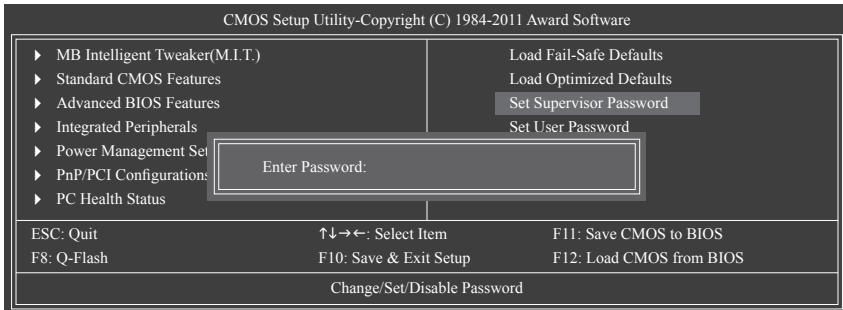 CMOS Setup Utility-Copyright (C) 1984-2011 Award Software
MB Intelligent Tweaker(M.I.T.)
Standard CMOS Features
Advanced BIOS Features
Integrated Peripherals
Power Management Set
PnP/PCI Configurations
PC Health Status
Load Fail-Safe Defaults
Load Optimized Defaults
Set Supervisor Password
Set User Password
Enter Password:
ESC: Quit ↑↓→←: Select Item F11: Save CMOS to BIOS
F8: Q-Flash F10: Save & Exit Setup F12: Load CMOS from BIOS
Change/Set/Disable Password